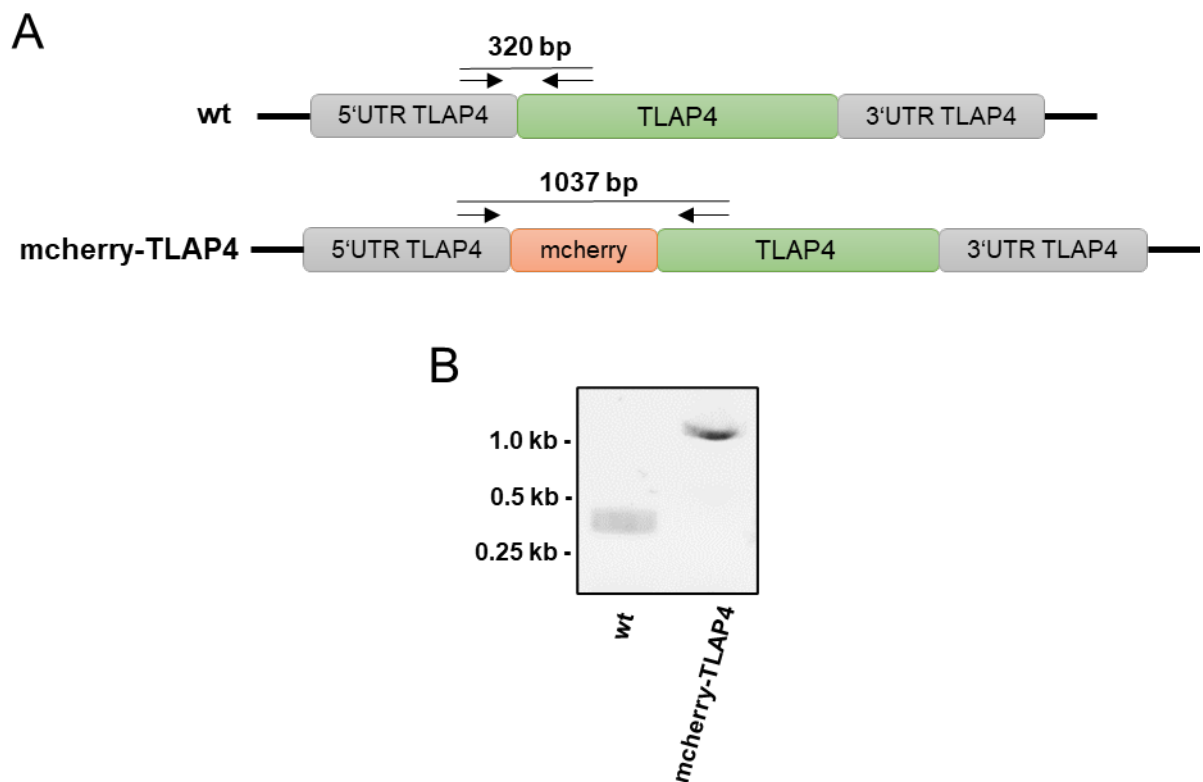 A
320 bp
wt
5‘UTR TLAP4
TLAP4
3‘UTR TLAP4
1037 bp
mcherry-TLAP4
5‘UTR TLAP4
mcherry
TLAP4
3‘UTR TLAP4
B
1.0 kb -
0.5 kb -
0.25 kb -
wt
mcherry-TLAP4